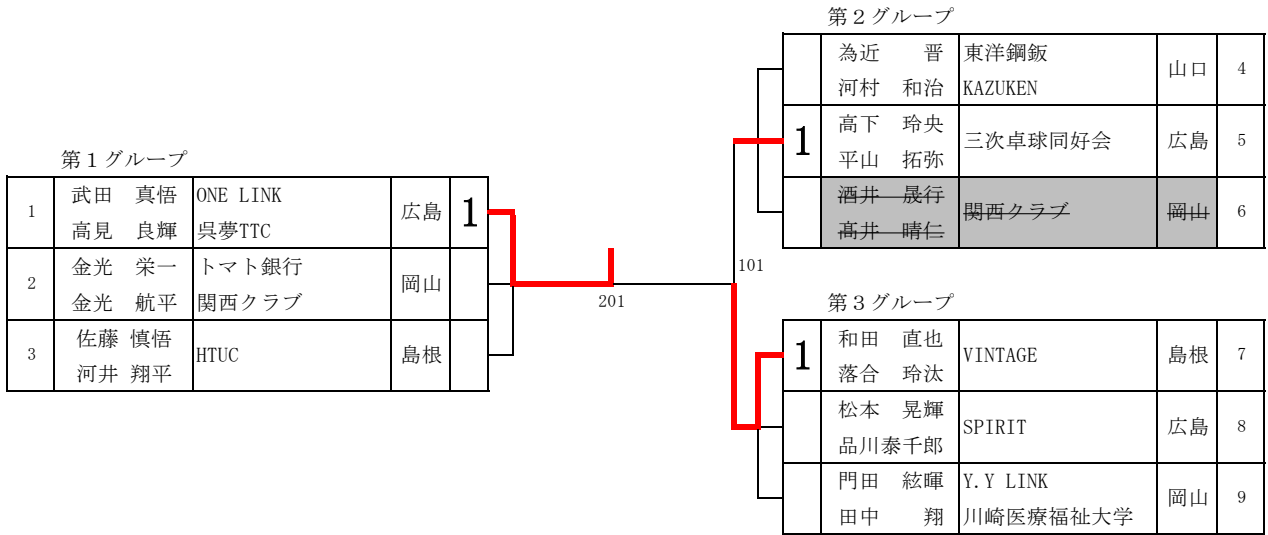 第２グループ
為近　　晋 東洋鋼鈑 山口 4
河村　和治 KAZUKEN
1 高下　玲央 三次卓球同好会 広島 5
平山　拓弥
酒井　晟行 関西クラブ 岡山 6
髙井　晴仁
第１グループ
1 武田　真悟 ONE LINK 広島 1
高見　良輝 呉夢TTC
2 金光　栄一 トマト銀行 岡山
金光　航平 関西クラブ
3 佐藤 慎悟 HTUC 島根
河井 翔平
101
201
第３グループ
1 和田　直也 VINTAGE 島根 7
落合　玲汰
松本　晃輝 SPIRIT 広島 8
品川泰千郎
門田　絃暉 Y.Y LINK 岡山 9
田中　　翔 川崎医療福祉大学